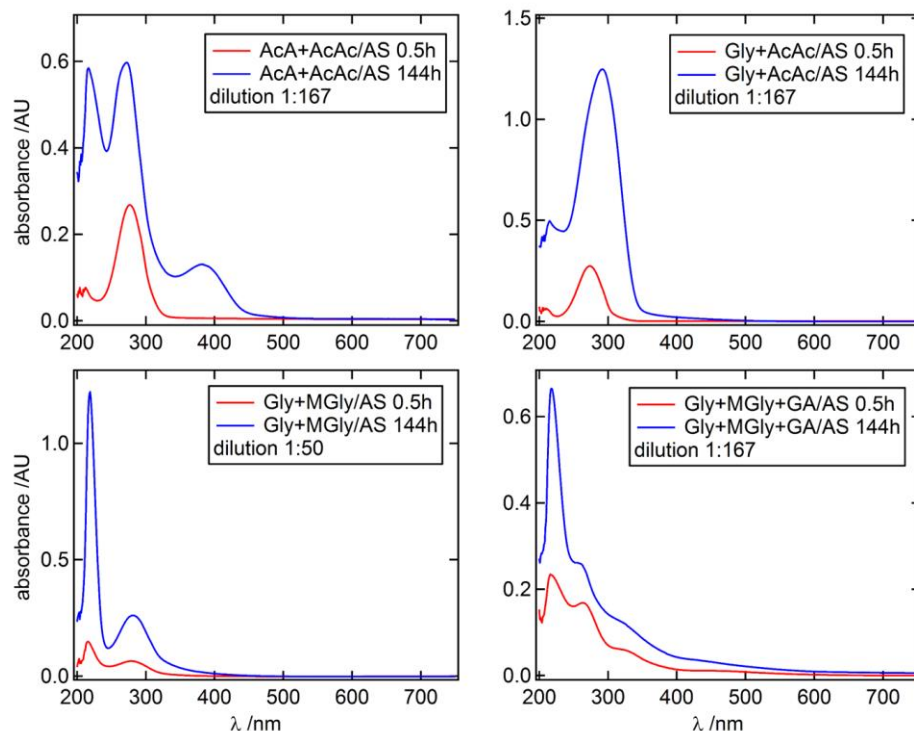 absorbance /AU
0.6
0.4
0.2
0.0
200 300 400 500 600 700
AcA+AcAc/AS 0.5h
AcA+AcAc/AS 144h
dilution 1:167
1.5
1.0
0.5
0.0
200 300 400 500 600 700
Gly+AcAc/AS 0.5h
Gly+AcAc/AS 144h
dilution 1:167
absorbance /AU
1.0
0.5
0.0
200 300 400 500 600 700
λ /nm
Gly+MGly/AS 0.5h
Gly+MGly/AS 144h
dilution 1:50
0.6
0.4
0.2
0.0
200 300 400 500 600 700
λ /nm
Gly+MGly+GA/AS 0.5h
Gly+MGly+GA/AS 144h
dilution 1:167